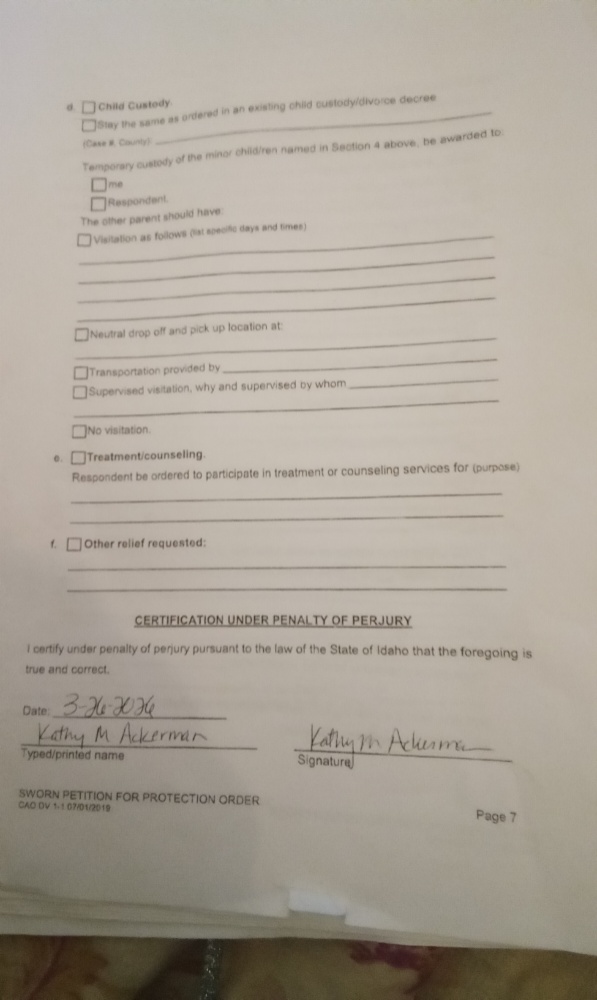 d. Child Custody.
Stay the same as ordered in an existing child custody/divorce decree
(Case #, County):
Temporary custody of the minor child/ren named in Section 4 above, be awarded to:
me
Respondent.
The other parent should have:
Visitation as follows (list specific days and times)
Neutral drop off and pick up location at:
Transportation provided by
Supervised visitation, why and supervised by whom
No visitation.
e. Treatment/counseling.
Respondent be ordered to participate in treatment or counseling services for (purpose)
f. Other relief requested:
CERTIFICATION UNDER PENALTY OF PERJURY
I certify under penalty of perjury pursuant to the law of the State of Idaho that the foregoing is
true and correct.
Date: 3-26-2026
Kathy M Ackerman Kathy M Ackerman
Typed/printed name Signature
SWORN PETITION FOR PROTECTION ORDER
CAO DV 1-1 07/01/2019 Page 7